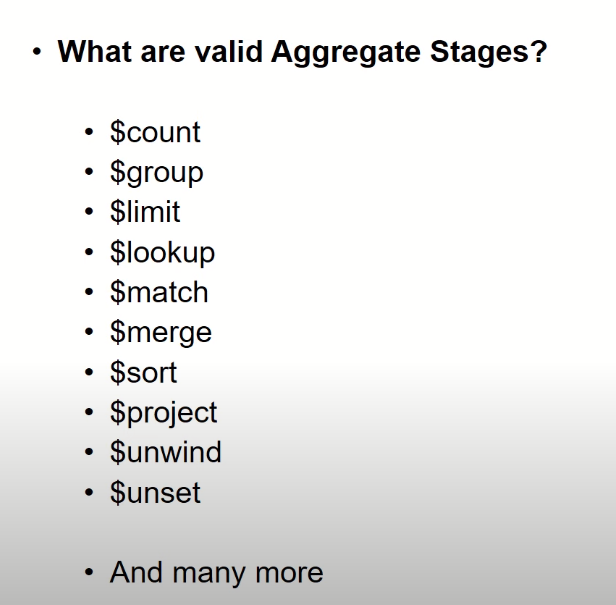 • What are valid Aggregate Stages?
• $count
• $group
• $limit
• $lookup
• $match
• $merge
• $sort
• $project
• $unwind
• $unset
• And many more